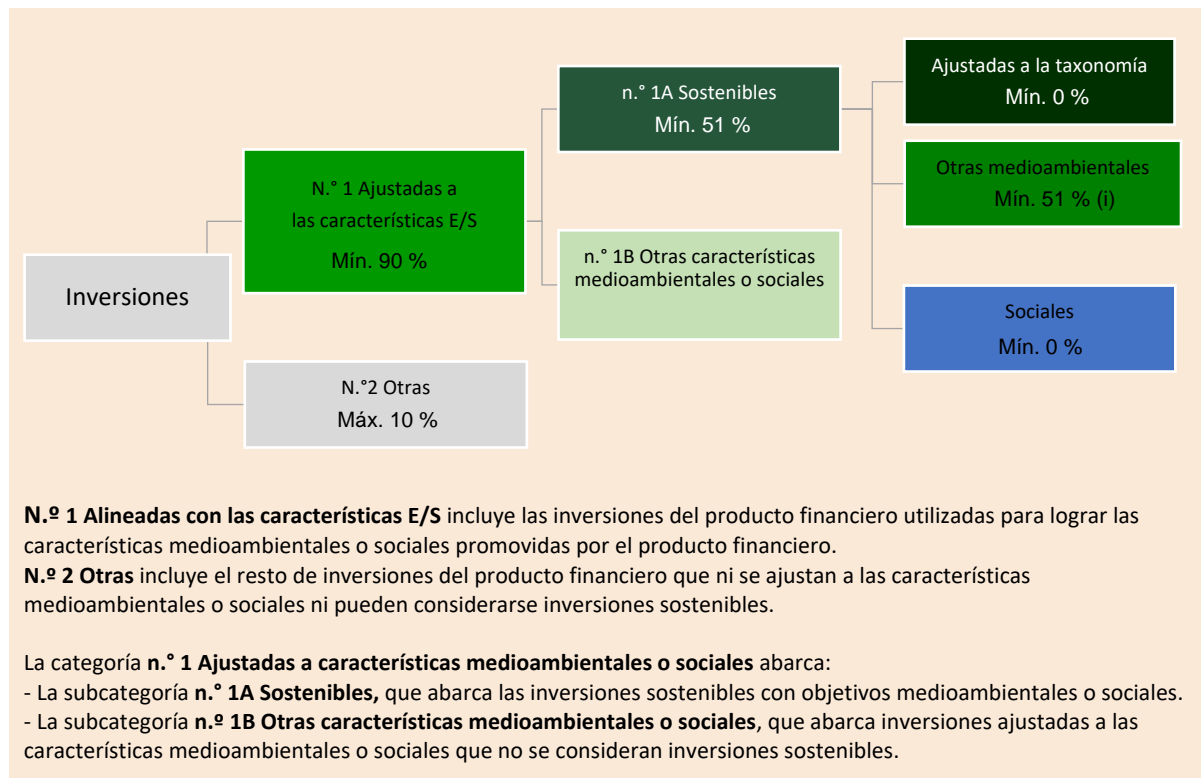 Inversiones
N.° 1 Ajustadas a
las características E/S
Mín. 90 %
N.°2 Otras
Máx. 10 %
n.° 1A Sostenibles
Mín. 51 %
n.° 1B Otras características
medioambientales o sociales
Ajustadas a la taxonomía
Mín. 0 %
Otras medioambientales
Mín. 51 % (i)
Sociales
Mín. 0 %
N.º 1 Alineadas con las características E/S incluye las inversiones del producto financiero utilizadas para lograr las
características medioambientales o sociales promovidas por el producto financiero.
N.º 2 Otras incluye el resto de inversiones del producto financiero que ni se ajustan a las características
medioambientales o sociales ni pueden considerarse inversiones sostenibles.
La categoría n.° 1 Ajustadas a características medioambientales o sociales abarca:
- La subcategoría n.° 1A Sostenibles, que abarca las inversiones sostenibles con objetivos medioambientales o sociales.
- La subcategoría n.º 1B Otras características medioambientales o sociales, que abarca inversiones ajustadas a las
características medioambientales o sociales que no se consideran inversiones sostenibles.